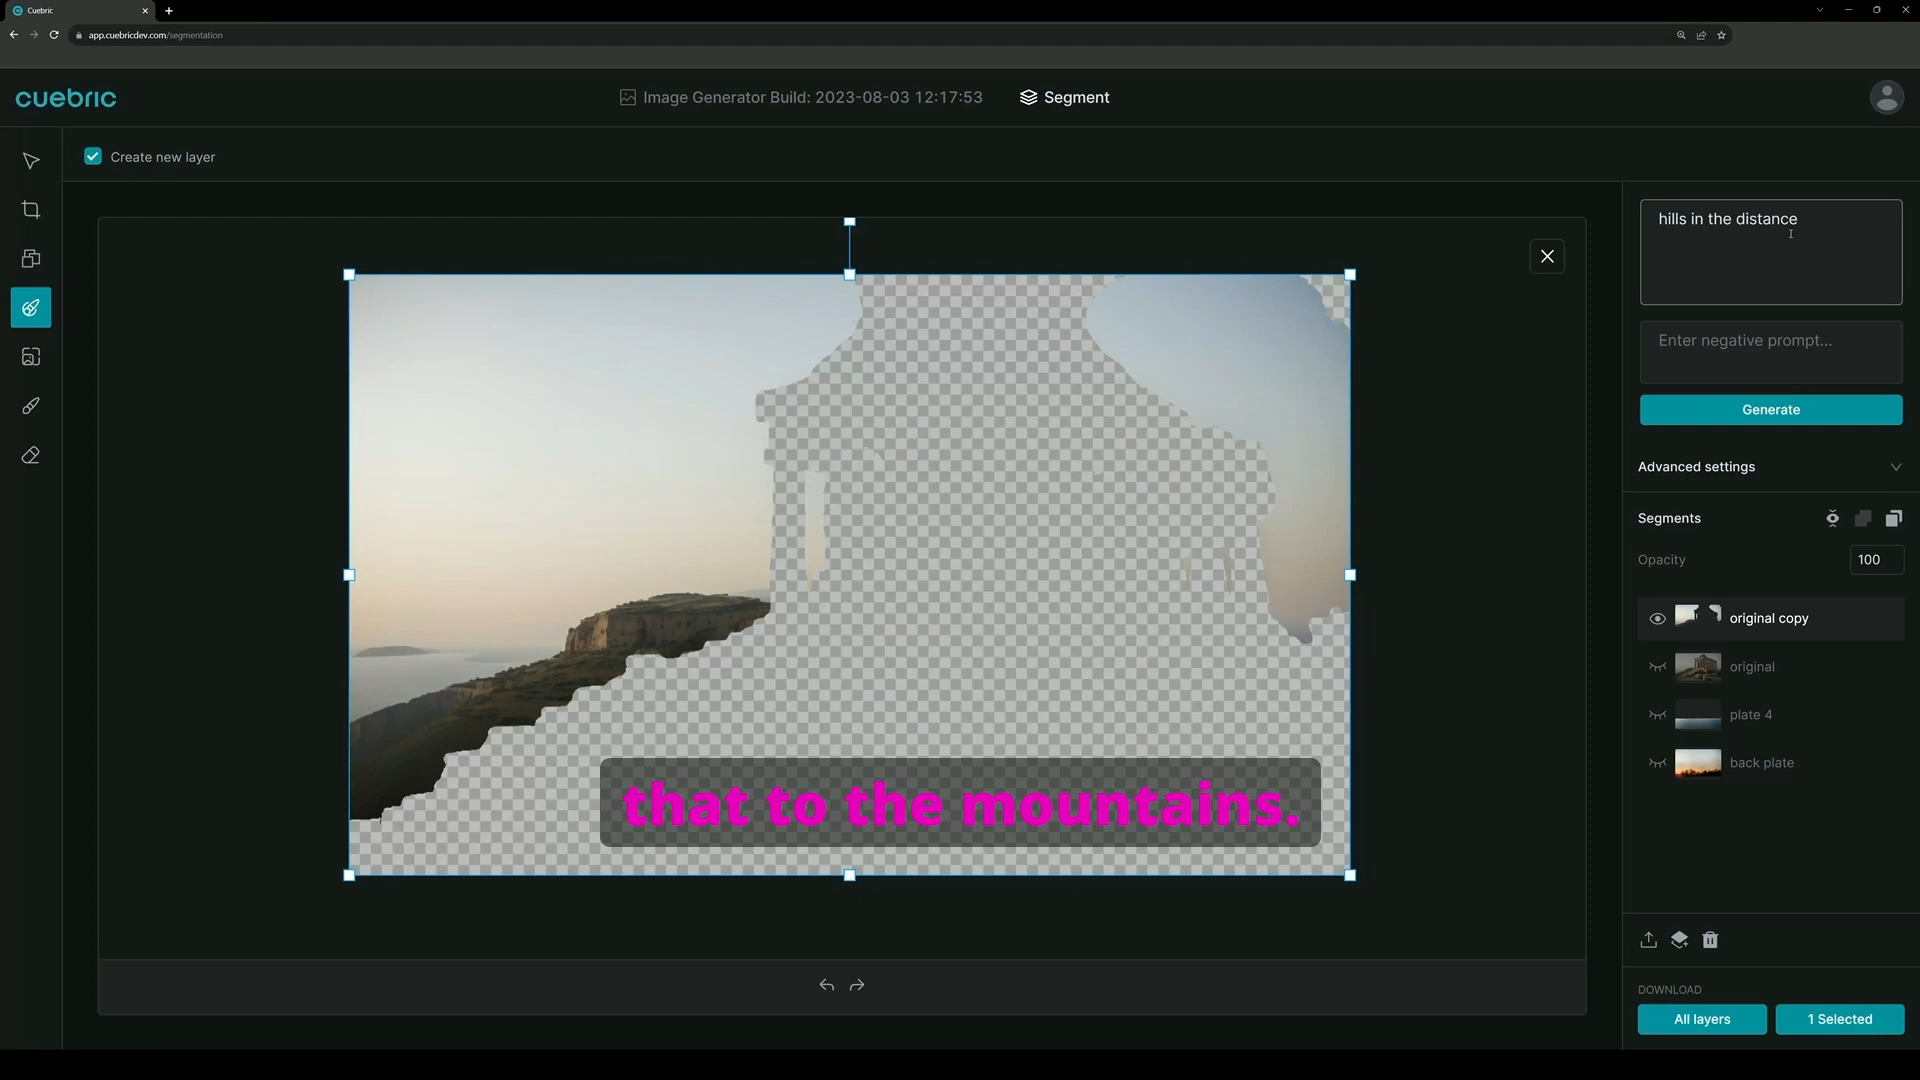 Cuebric
app.cuebricdev.com/segmentation
cuebric
Image Generator Build: 2023-08-03 12:17:53
Segment
Create new layer
hills in the distance
Enter negative prompt...
Generate
Advanced settings
Segments
Opacity
100
original copy
original
plate 4
back plate
that to the mountains.
DOWNLOAD
All layers
1 Selected